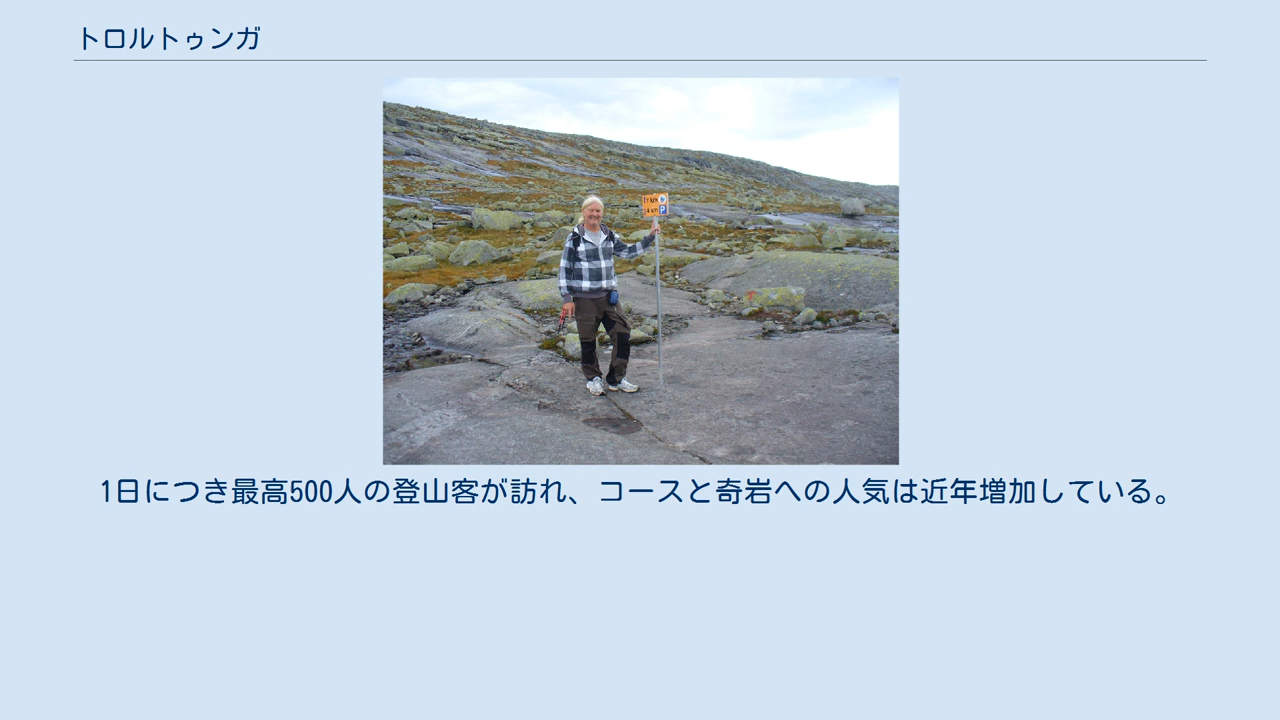 トロルトゥンガ
P
1日につき最高500人の登山客が訪れ、コースと奇岩への人気は近年増加している。